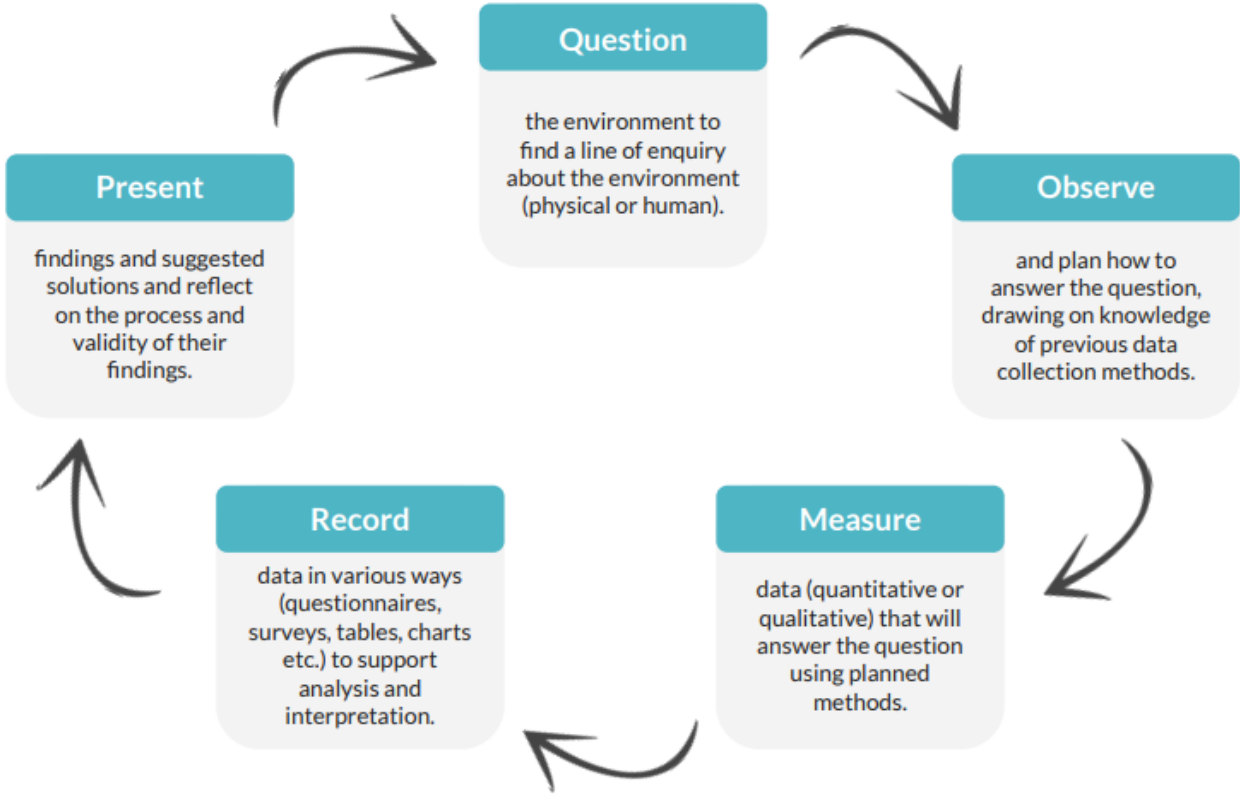 Question
the environment to
find a line of enquiry
about the environment
(physical or human).
Observe
and plan how to
answer the question,
drawing on knowledge
of previous data
collection methods.
Measure
data (quantitative or
qualitative) that will
answer the question
using planned
methods.
Record
data in various ways
(questionnaires,
surveys, tables, charts
etc.) to support
analysis and
interpretation.
Present
findings and suggested
solutions and reflect
on the process and
validity of their
findings.